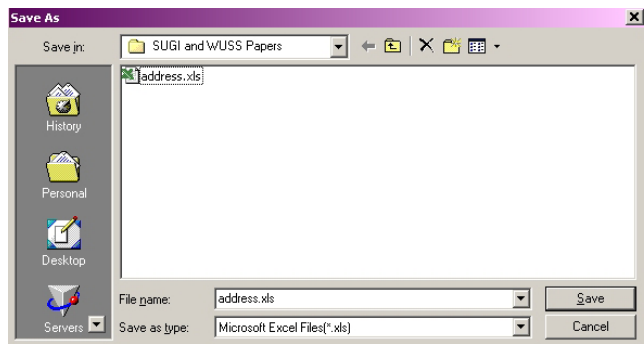 Save As
Save in:
SUGI and WUSS Papers
address.xls
History
Personal
Desktop
Servers
File name:
address.xls
Save
Save as type:
Microsoft Excel Files(*.xls)
Cancel